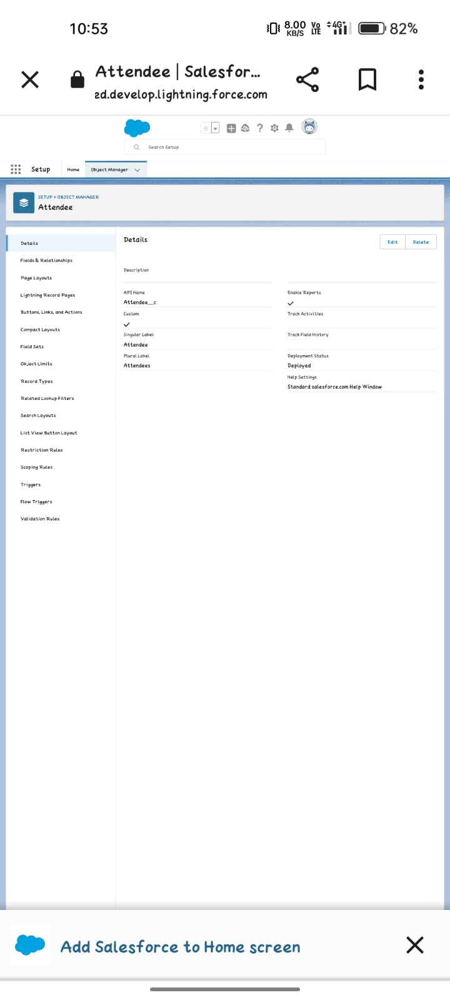 10:53
8.00 KB/S
Vo LTE
4G+
82%
Attendee | Salesfor...
ed.develop.lightning.force.com
Search Setup
Setup
Home
Object Manager
SETUP > OBJECT MANAGER
Attendee
Details
Fields & Relationships
Page Layouts
Lightning Record Pages
Buttons, Links, and Actions
Compact Layouts
Field Sets
Object Limits
Record Types
Related Lookup Filters
Search Layouts
List View Button Layout
Restriction Rules
Scoping Rules
Triggers
Flow Triggers
Validation Rules
Details
Edit
Delete
Description
API Name
Attendee__c
Custom
Singular Label
Attendee
Plural Label
Attendees
Enable Reports
Track Activities
Track Field History
Deployment Status
Deployed
Help Settings
Standard salesforce.com Help Window
Add Salesforce to Home screen